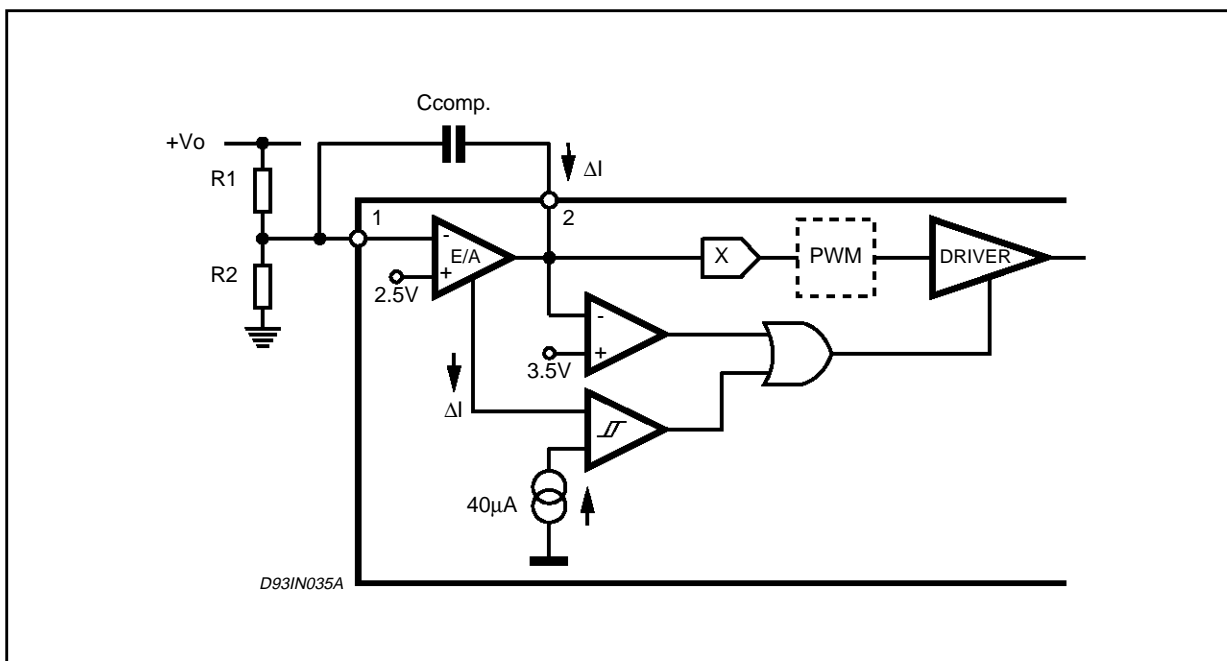 Ccomp.
+Vo
ΔI
R1
1
2
-
E/A
+
X
PWM
DRIVER
R2
2.5V
-
+
3.5V
ΔI
40µA
D93IN035A